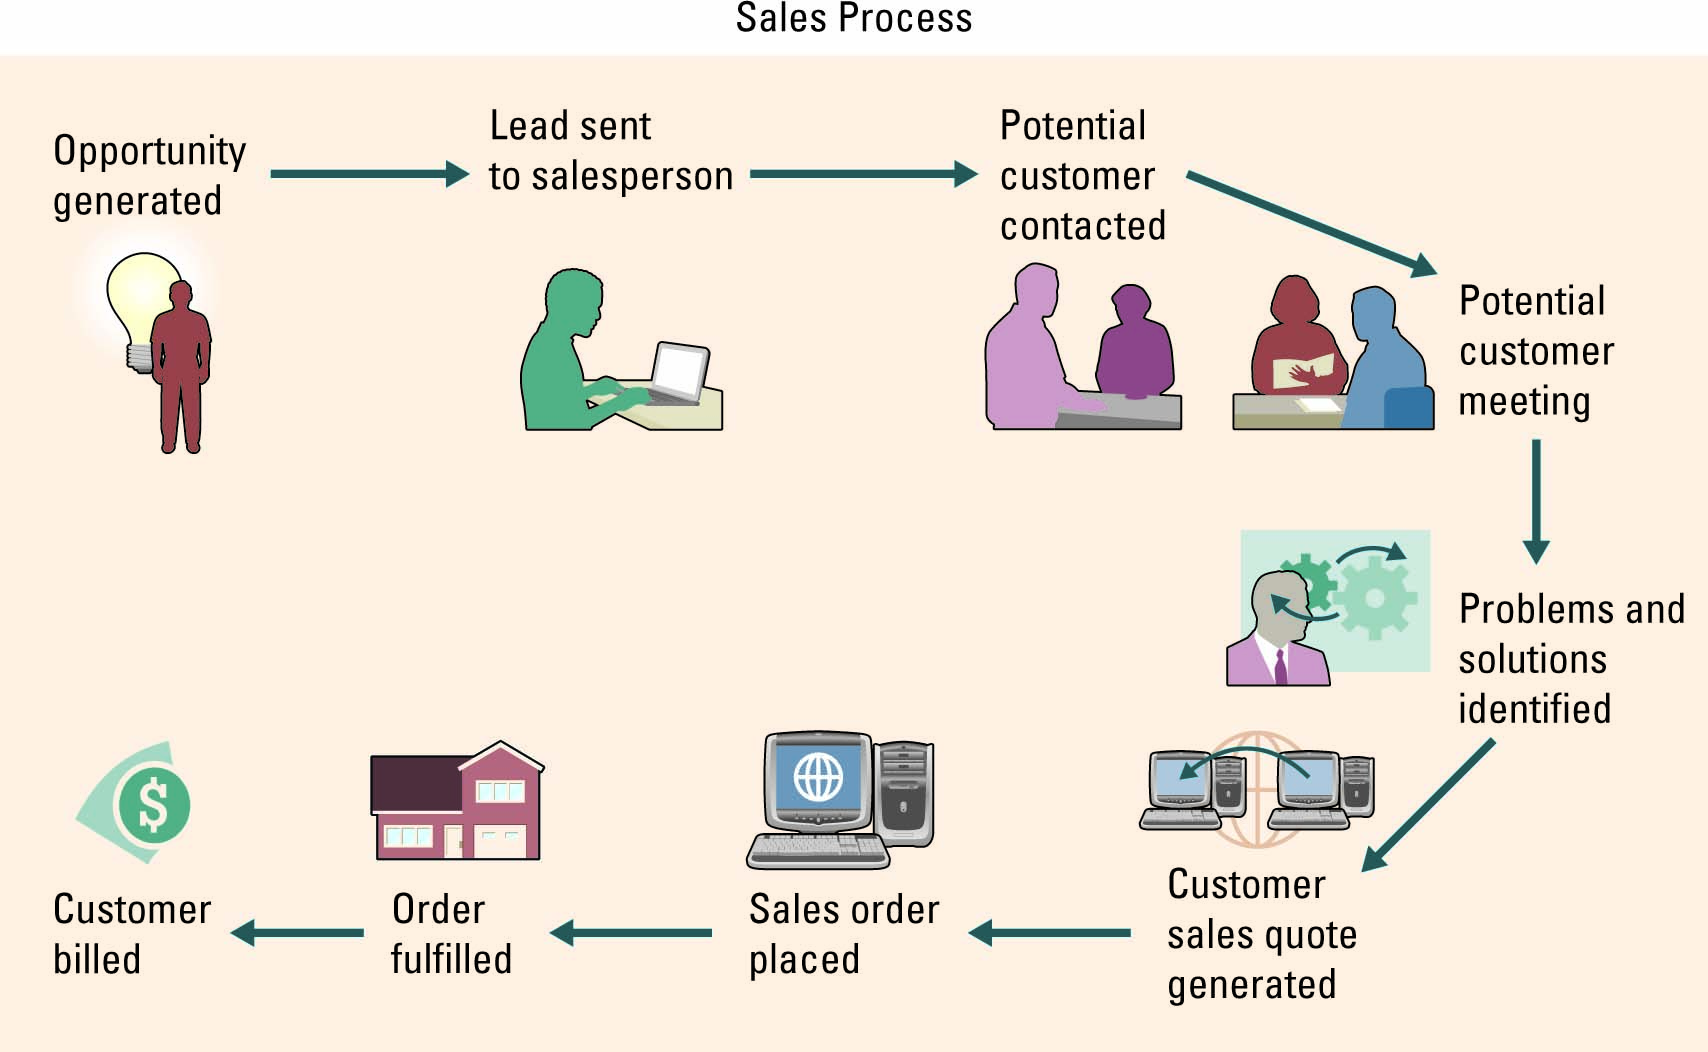 Sales Process
Opportunity
generated
Lead sent
to salesperson
Potential
customer
contacted
Potential
customer
meeting
Problems and
solutions
identified
Customer
sales quote
generated
Sales order
placed
Order
fulfilled
Customer
billed
$